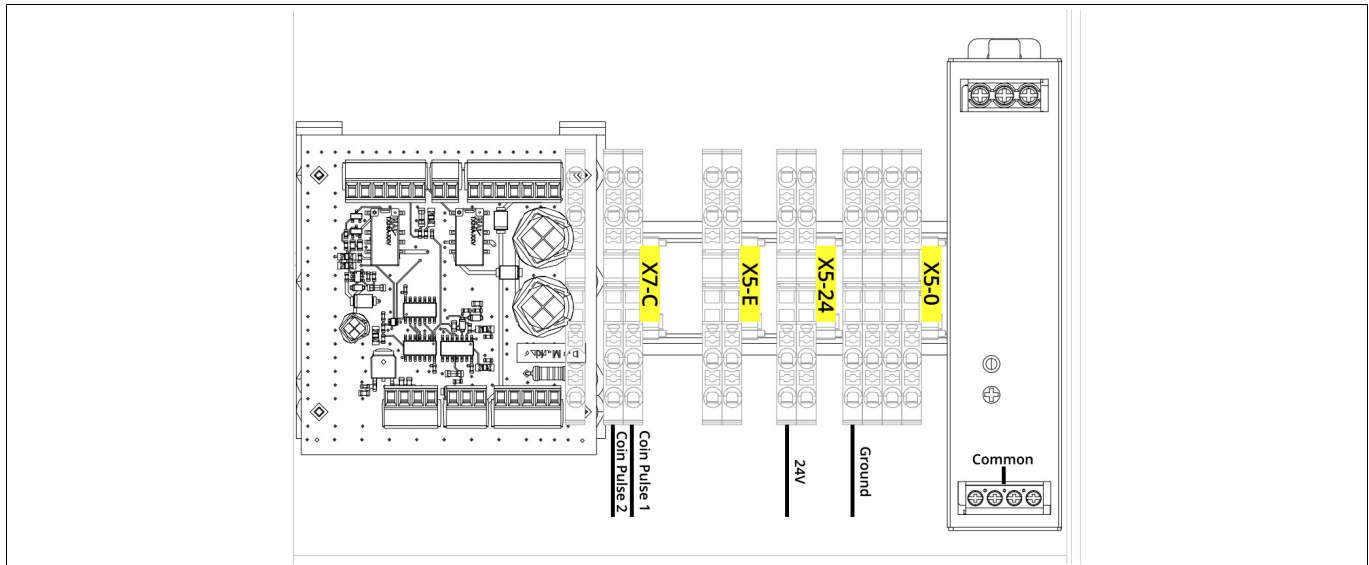 X7-C
X5-E
X5-24
X5-0
Coin Pulse 2
Coin Pulse 1
24V
Ground
Common